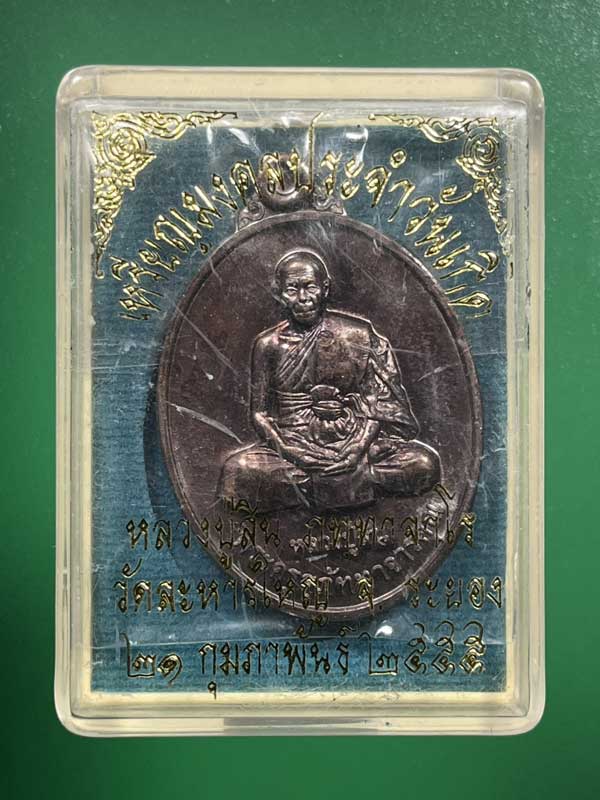 เหรียญมงคลประจำวันเกิด
หลวงปู่สิน ภทฺทาจาโร
วัดละหารใหญ่ จ. ระยอง
๒๑ กุมภาพันธ์ ๒๕๕๕